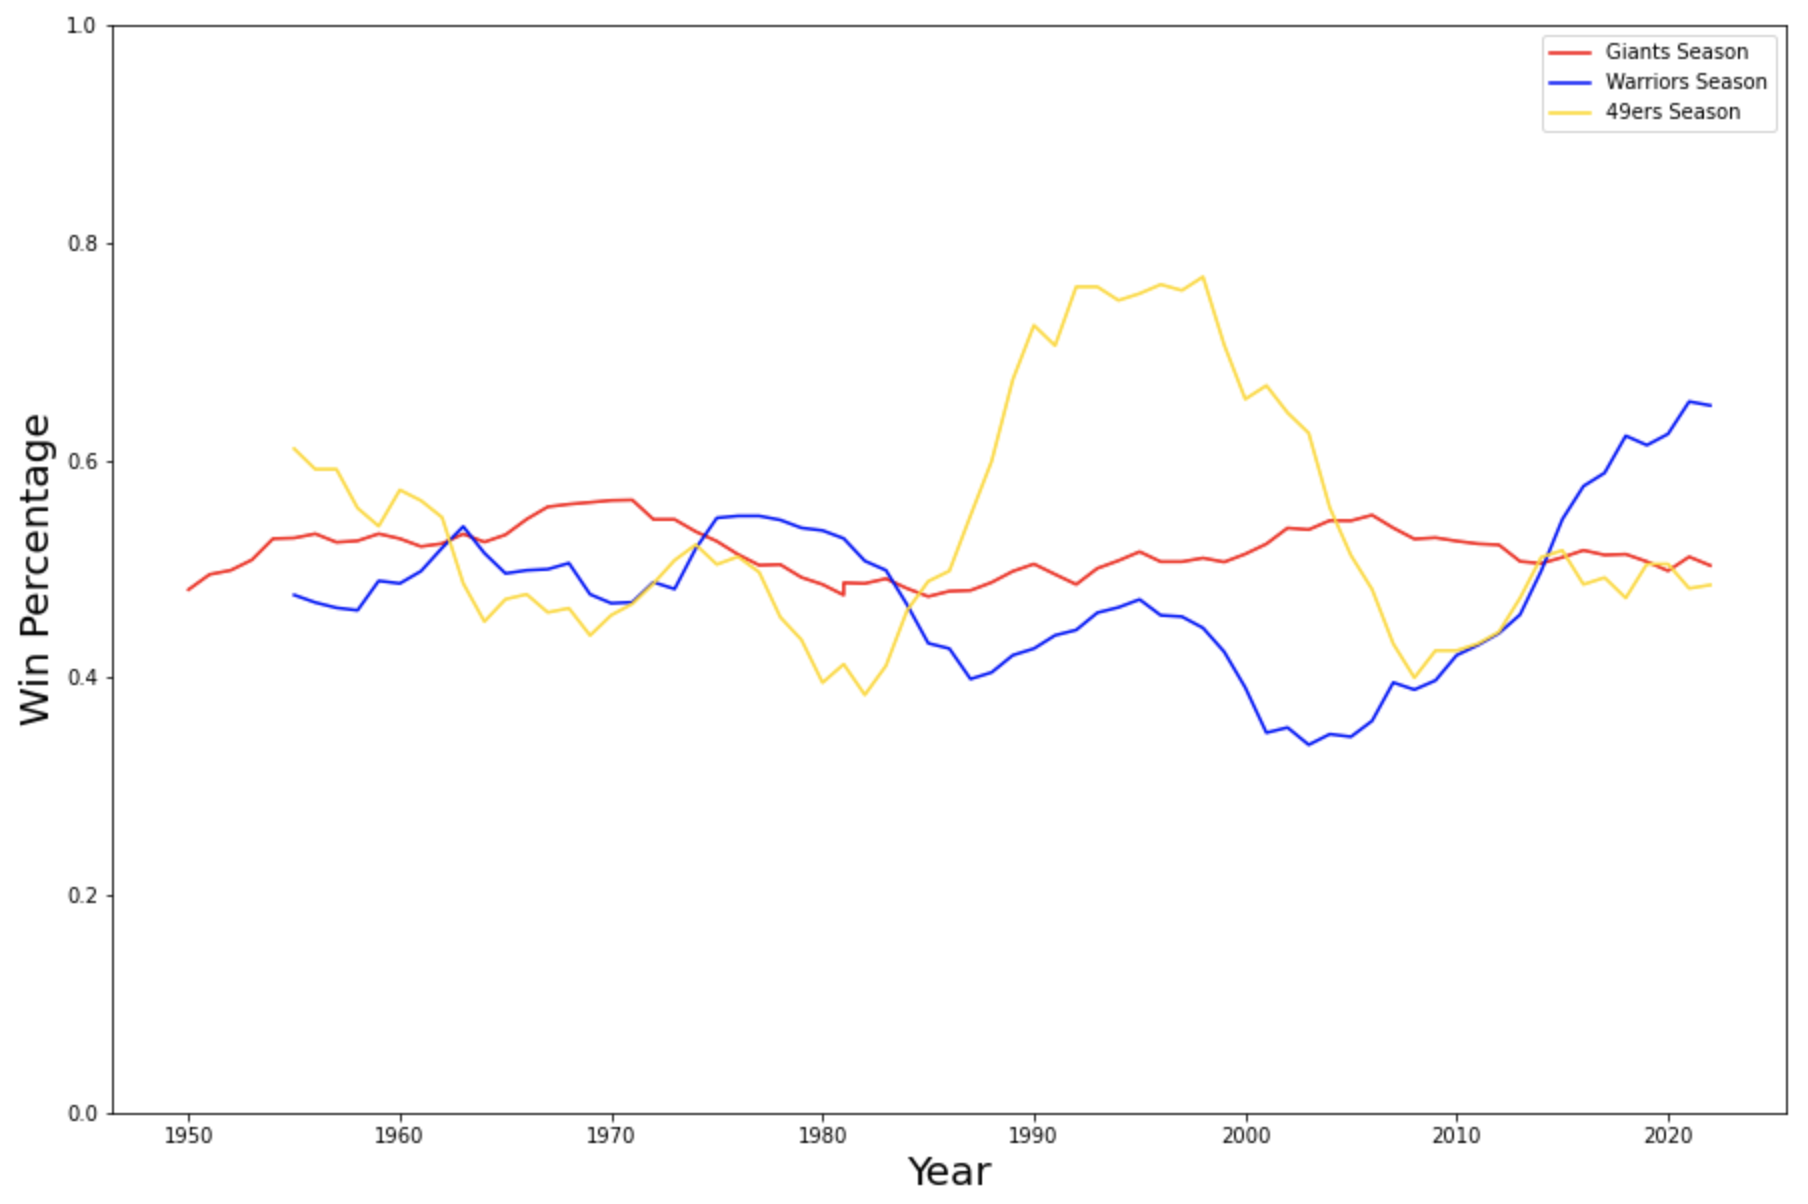 1.0
0.8
0.6
0.4
0.2
0.0
Win Percentage
Giants Season
Warriors Season
49ers Season
1950 1960 1970 1980 1990 2000 2010 2020
Year